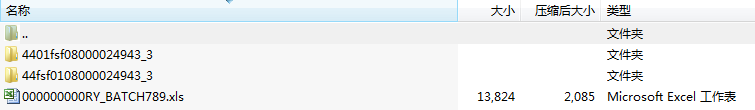 名称 大小 压缩后大小 类型
.. 文件夹
4401fsf08000024943_3 文件夹
44fsf0108000024943_3 文件夹
000000000RY_BATCH789.xls 13,824 2,085 Microsoft Excel 工作表